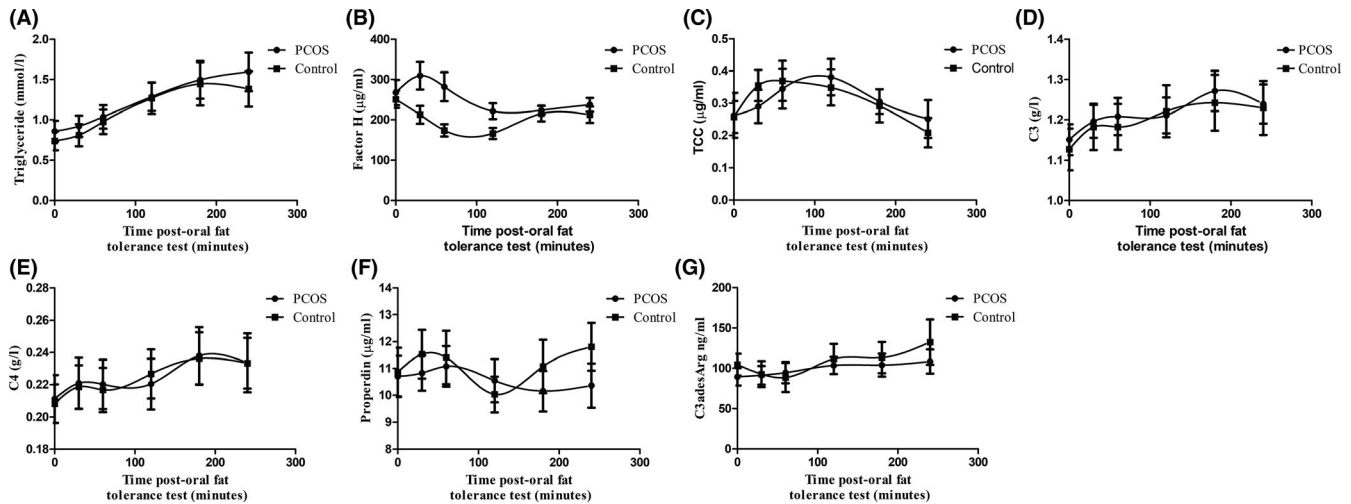 (A)
Triglyceride (mmol/l)
2.0
1.5
1.0
0.5
0.0
0
100
200
300
PCOS
Control
Time post-oral fat
tolerance test (minutes)
(B)
Factor H (µg/ml)
400
300
200
100
0
0
100
200
300
PCOS
Control
Time post-oral fat
tolerance test (minutes)
(C)
TCC (µg/ml)
0.5
0.4
0.3
0.2
0.1
0.0
0
100
200
300
PCOS
Control
Time post-oral fat
tolerance test (minutes)
(D)
C3 (g/l)
1.4
1.3
1.2
1.1
1.0
0
100
200
300
PCOS
Control
Time post-oral fat
tolerance test (minutes)
(E)
C4 (g/l)
0.26
0.24
0.22
0.20
0.18
0
100
200
300
PCOS
Control
Time post-oral fat
tolerance test (minutes)
(F)
Properdin (µg/ml)
14
13
12
11
10
9
8
0
100
200
300
PCOS
Control
Time post-oral fat
tolerance test (minutes)
(G)
C3adesArg ng/ml
200
150
100
50
0
0
100
200
300
PCOS
Control
Time post-oral fat
tolerance test (minutes)